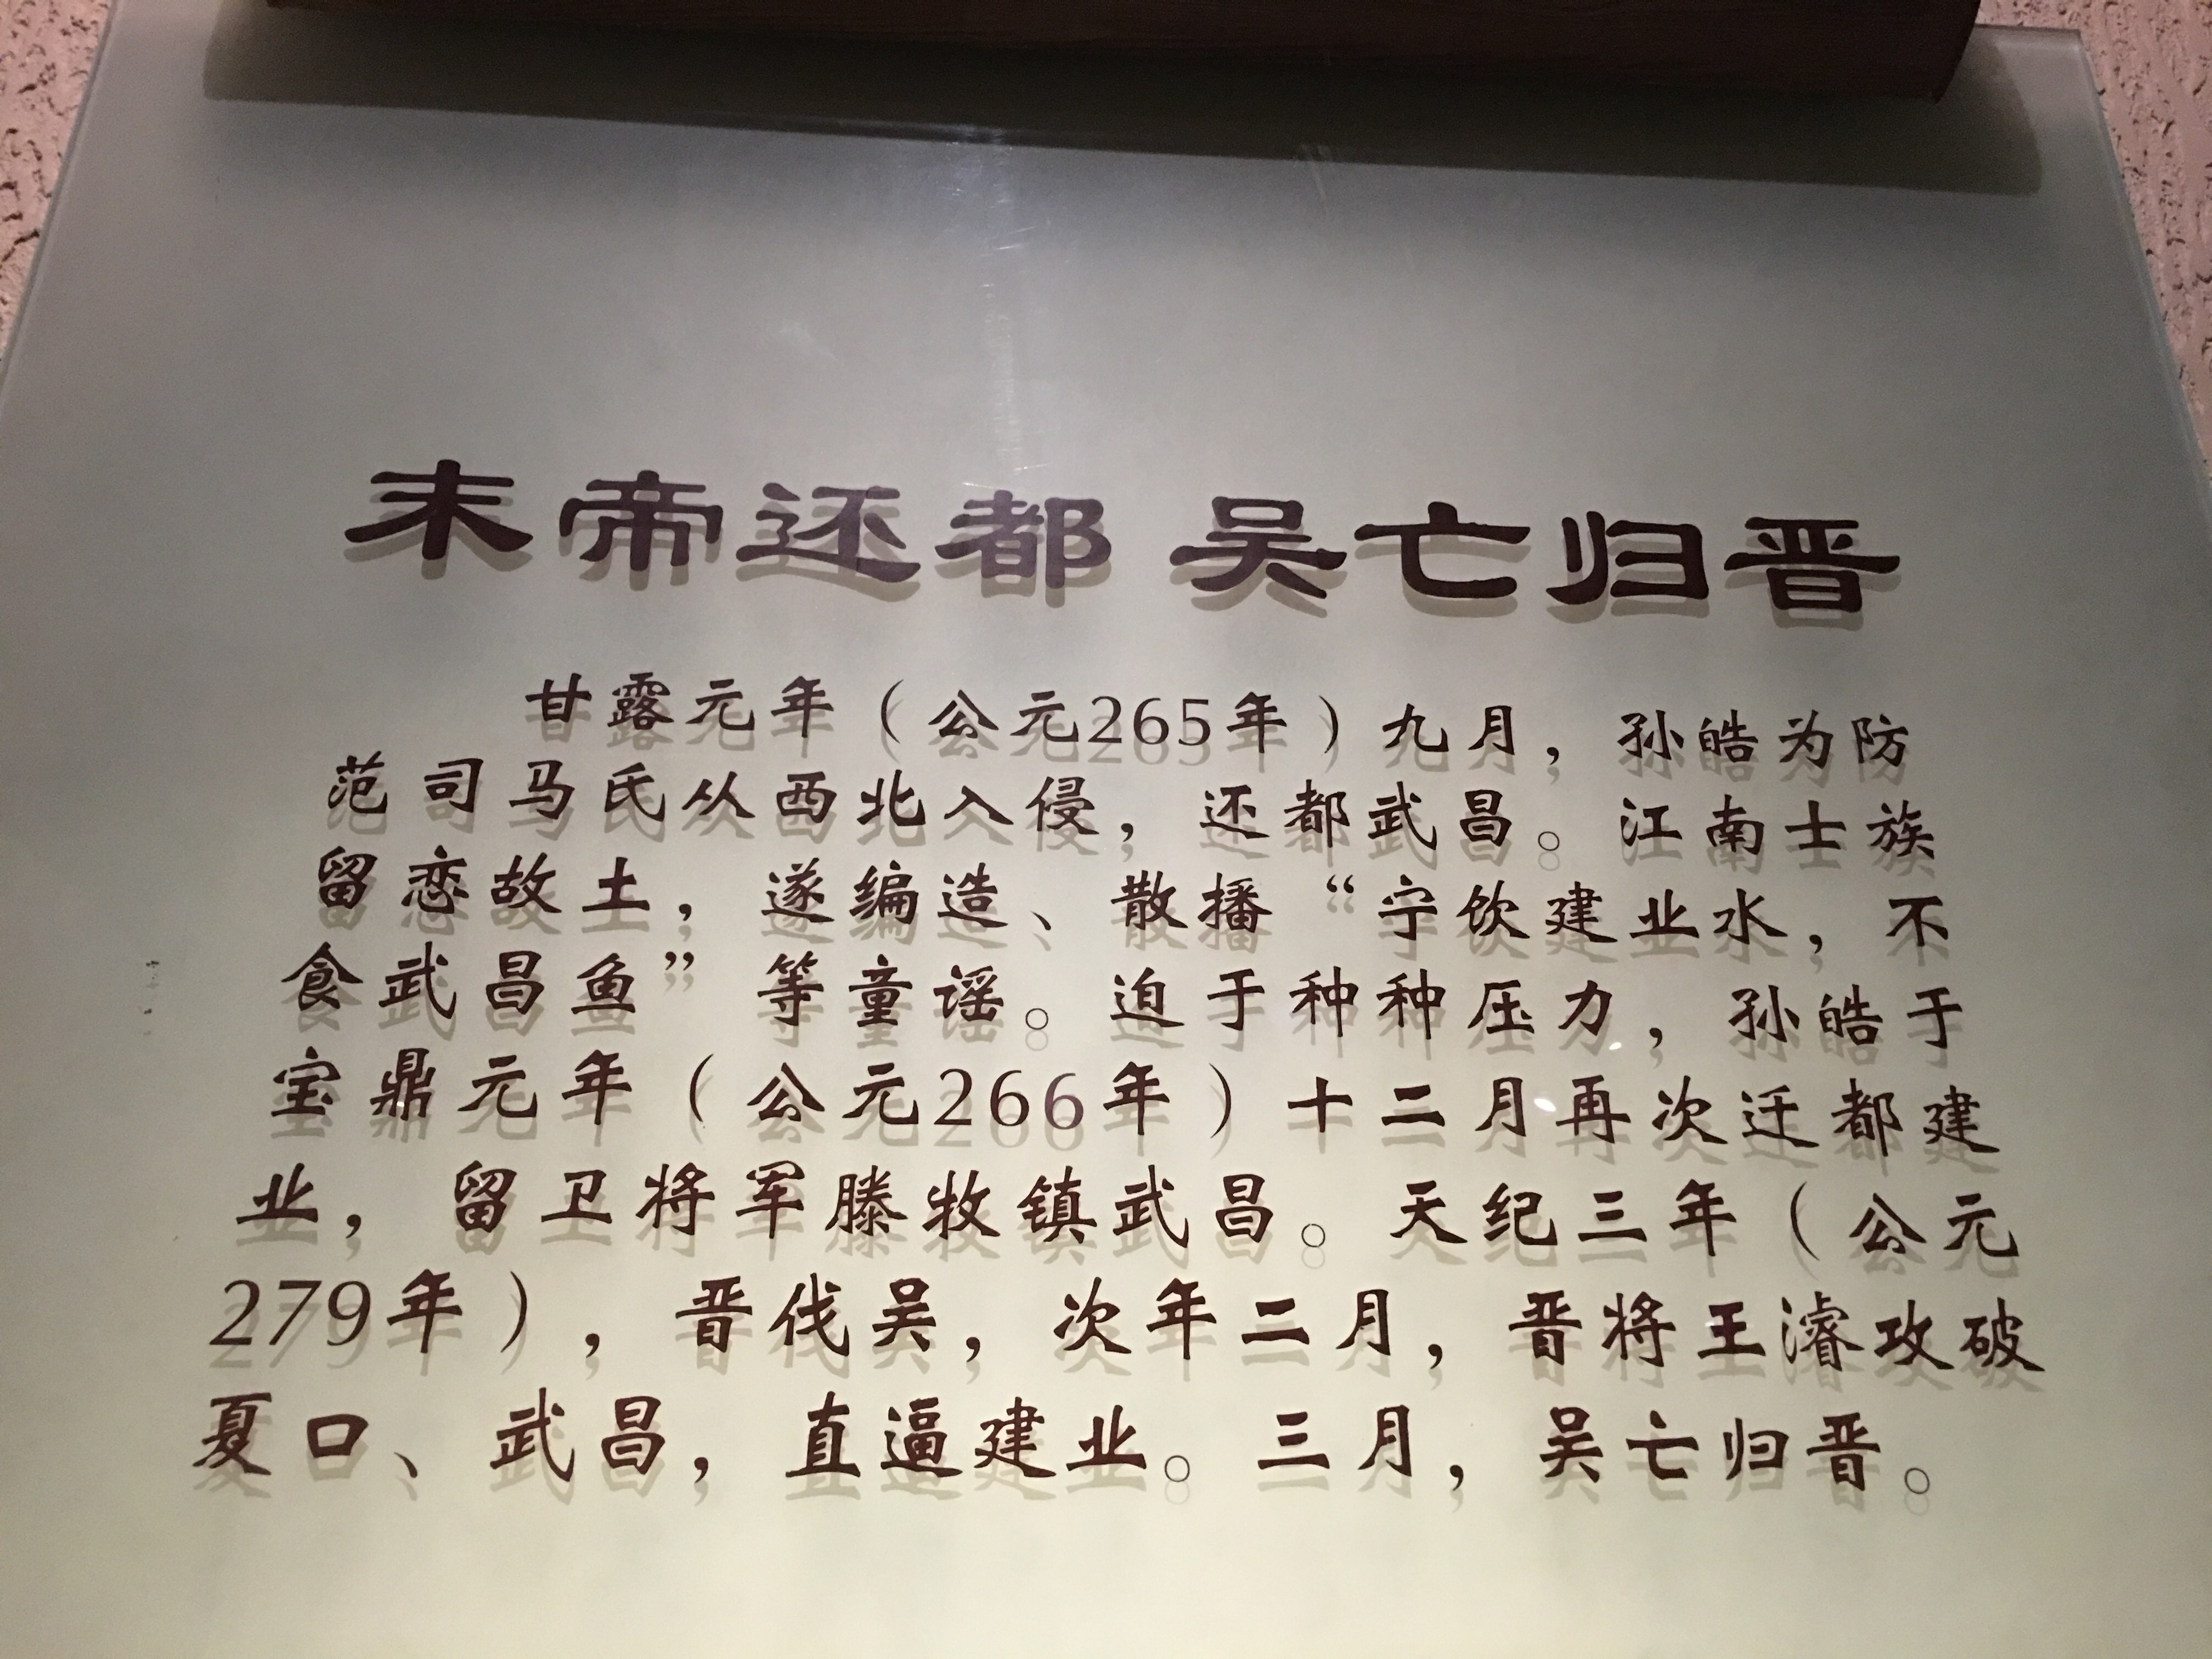 末帝还都 吴亡归晋
甘露元年（公元265年）九月，孙皓为防
范司马氏从西北入侵，还都武昌。江南士族
留恋故土，遂编造、散播“宁饮建业水，不
食武昌鱼”等童谣。迫于种种压力，孙皓于
宝鼎元年（公元266年）十二月再次迁都建
业，留卫将军滕牧镇武昌。天纪三年（公元
279年），晋伐吴，次年二月，晋将王濬攻破
夏口、武昌，直逼建业。三月，吴亡归晋。